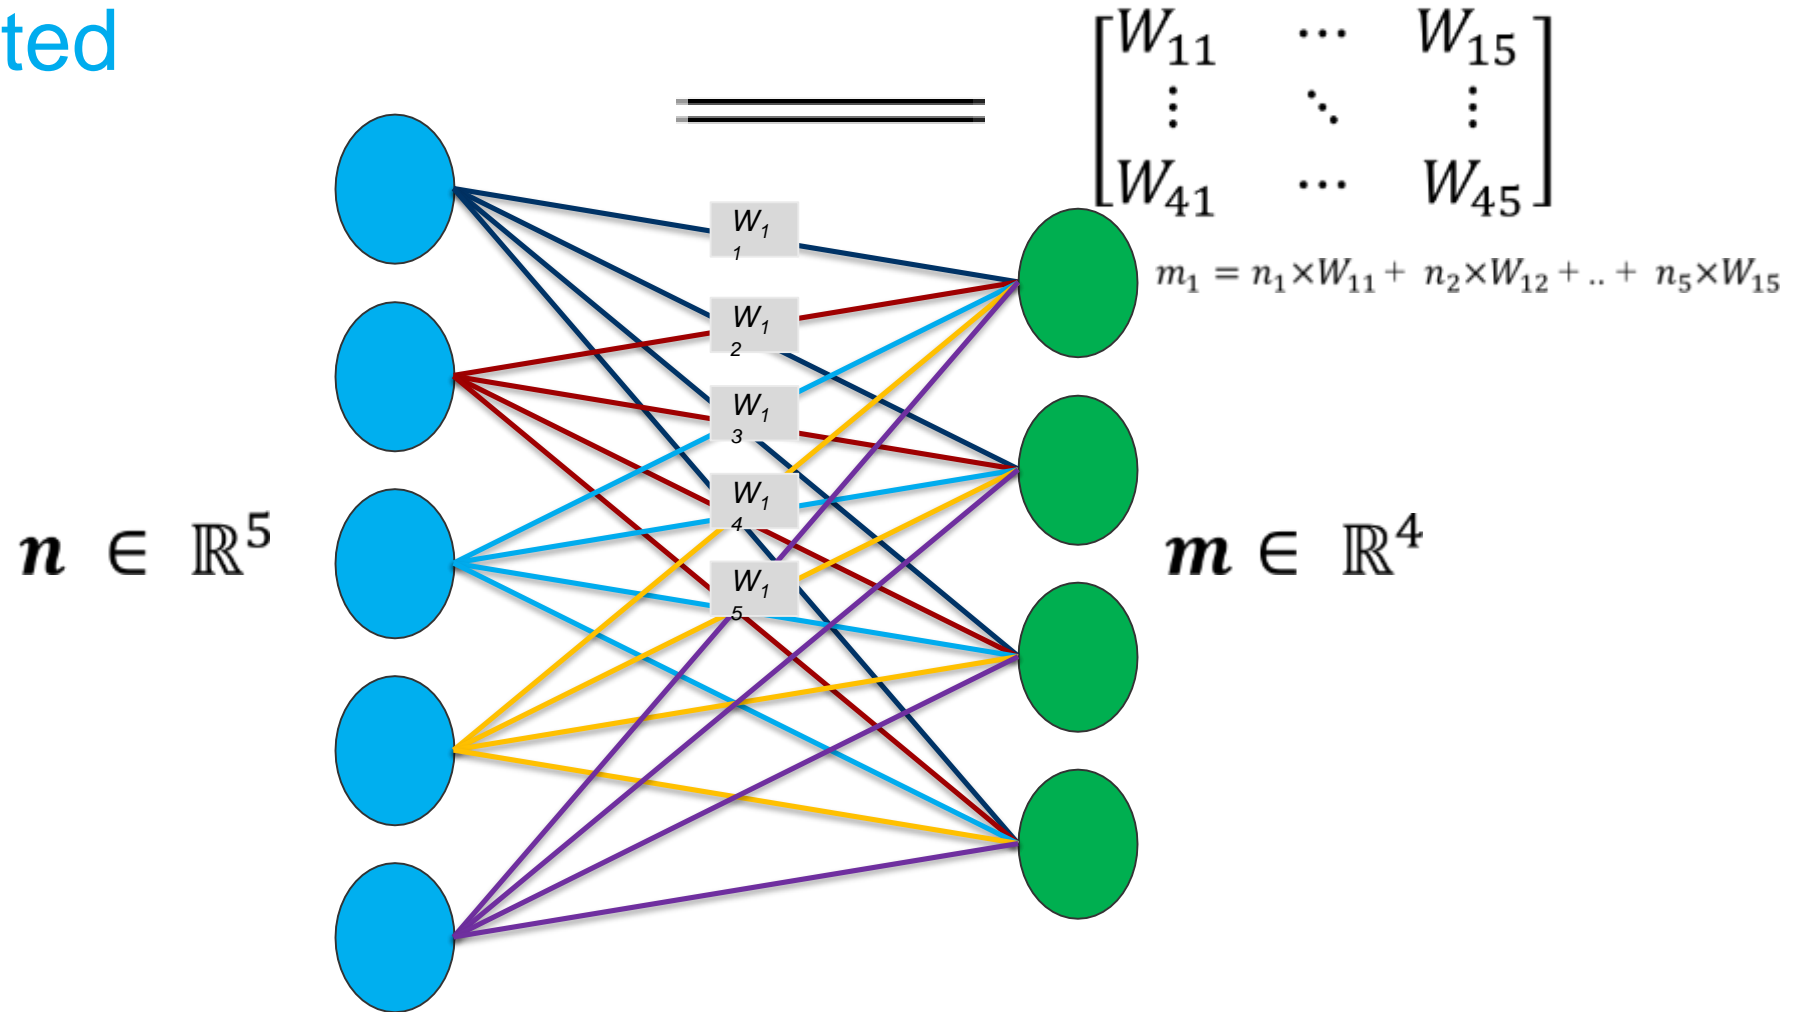 ted
W₁₁ ⋯ W₁₅
⋮ ⋱ ⋮
W₄₁ ⋯ W₄₅
W₁
₁
m₁ = n₁×W₁₁ + n₂×W₁₂ + .. + n₅×W₁₅
W₁
₂
W₁
₃
W₁
₄
n ∈ ℝ⁵
m ∈ ℝ⁴
W₁
₅